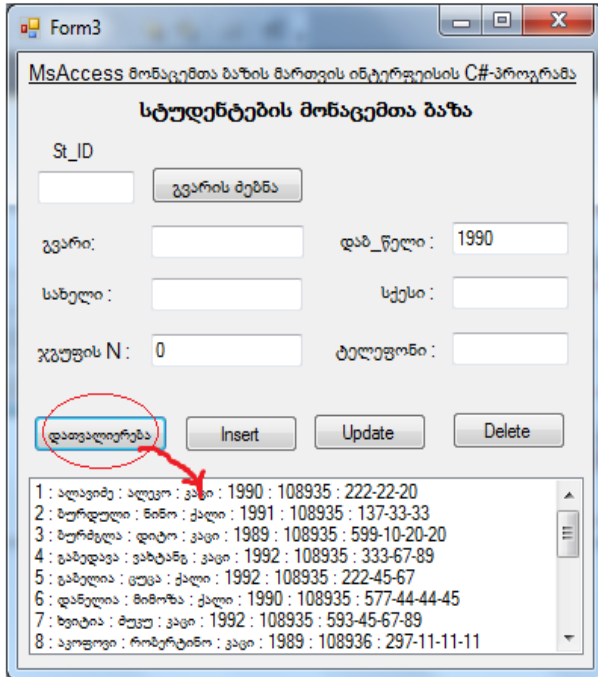 Form3
MsAccess მონაცემთა ბაზის მართვის ინტერფეისის C#-პროგრამა
სტუდენტების მონაცემთა ბაზა
St_ID
გვარის ძებნა
გვარი: დაბ_წელი : 1990
სახელი : სქესი :
ჯგუფის N : 0 ტელეფონი :
დათვალიერება Insert Update Delete
1 : ალავიძე : ალეკო : კაცი : 1990 : 108935 : 222-22-20
2 : ბურდული : ნინო : ქალი : 1991 : 108935 : 137-33-33
3 : ბურძგლა : დიტო : კაცი : 1989 : 108935 : 599-10-20-20
4 : გაბედავა : ვახტანგ : კაცი : 1992 : 108935 : 333-67-89
5 : გაბელია : ცუცა : ქალი : 1992 : 108935 : 222-45-67
6 : დანელია : მიმოზა : ქალი : 1990 : 108935 : 577-44-44-45
7 : ხვიტია : ძუკუ : კაცი : 1992 : 108935 : 593-45-67-89
8 : აკოფოვი : რობერტინო : კაცი : 1989 : 108936 : 297-11-11-11